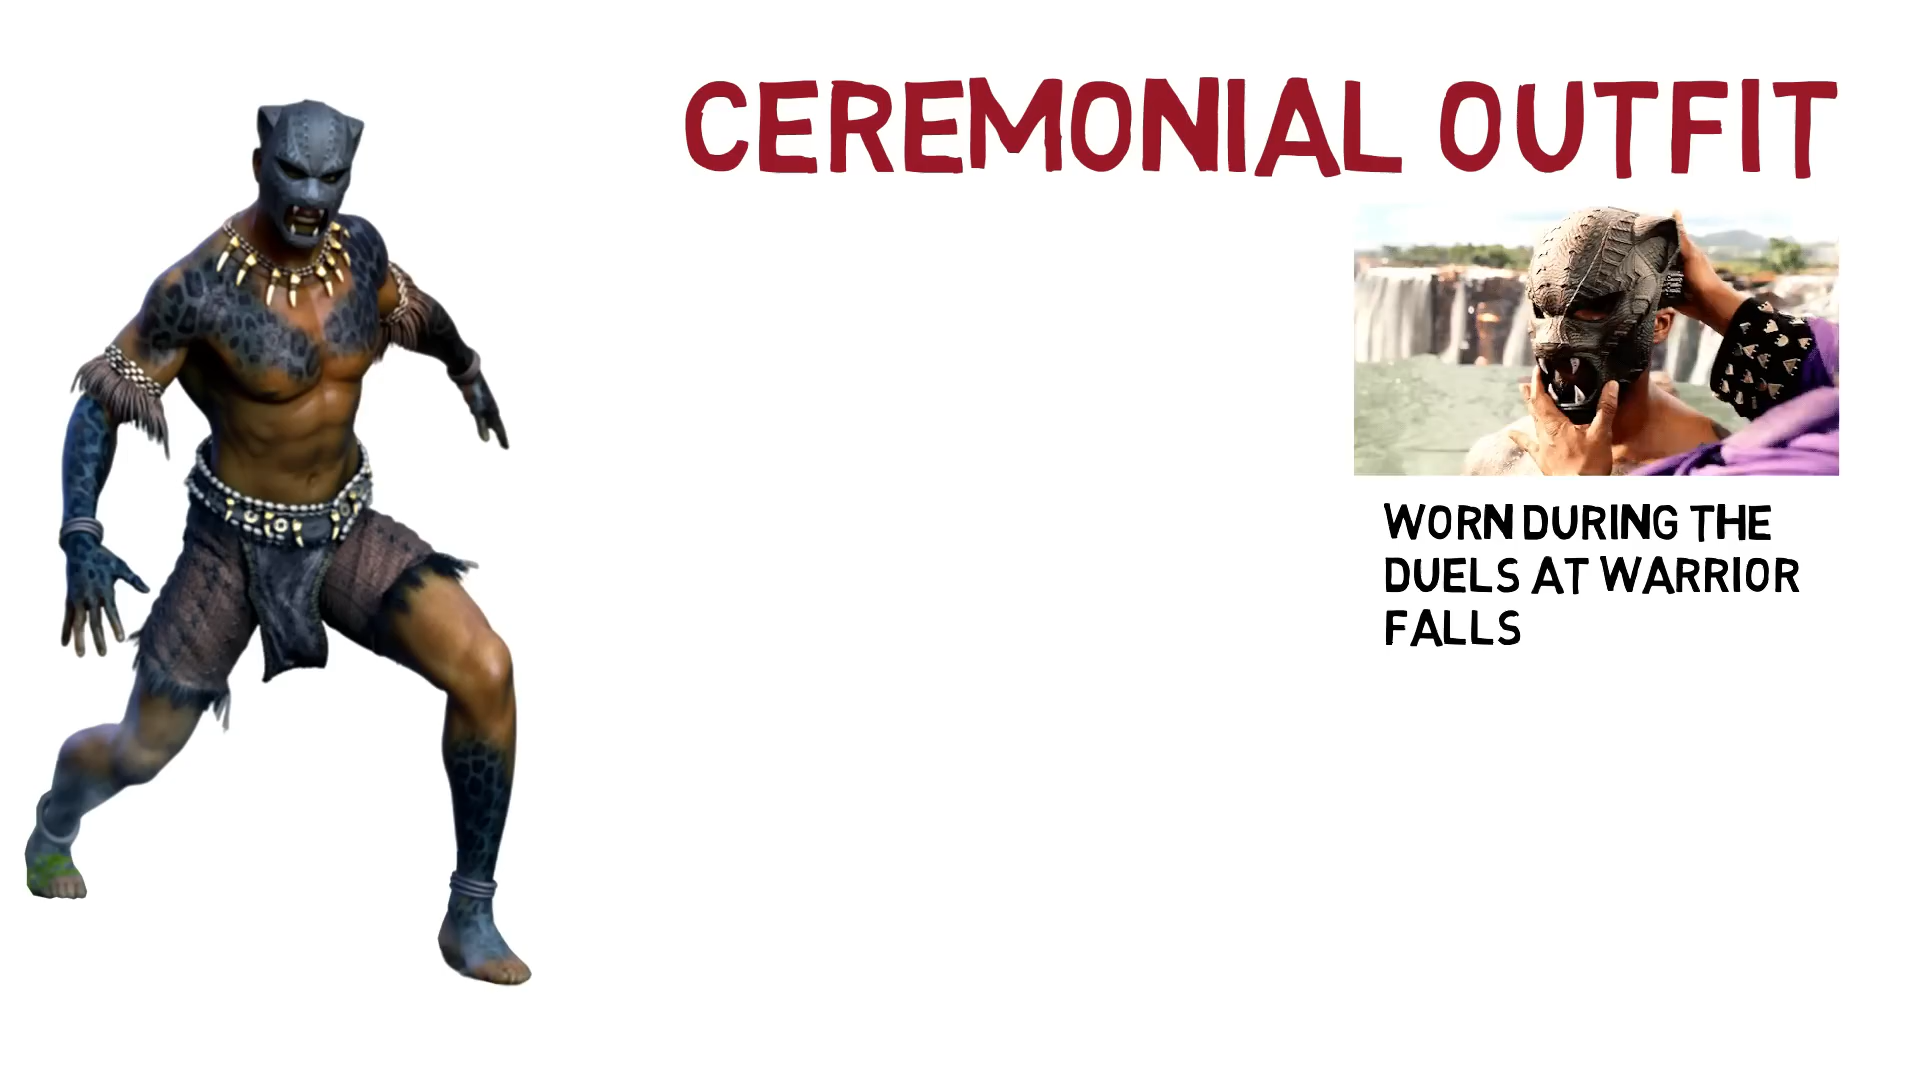 CEREMONIAL OUTFIT
WORN DURING THE
DUELS AT WARRIOR
FALLS